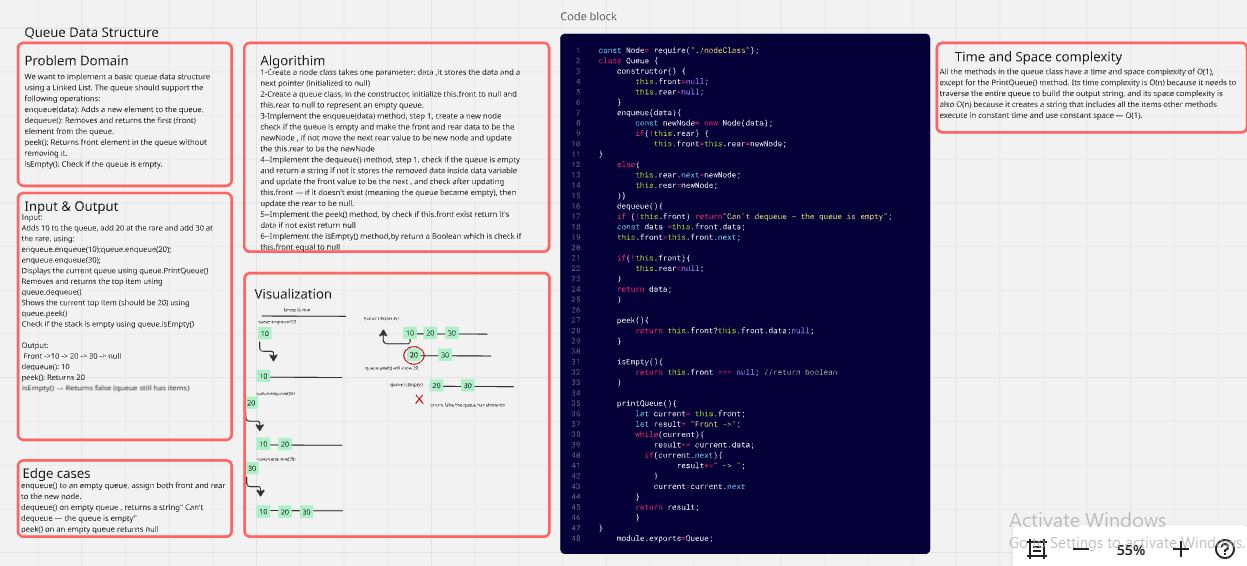 Code block
Queue Data Structure
Problem Domain
We want to implement a basic queue data structure
using a Linked List. The queue should support the
following operations:
enqueue(data): Adds a new element to the queue.
dequeue(): Removes and returns the first (front)
element from the queue.
peek(): Returns front element in the queue without
removing it.
isEmpty(): Check if the queue is empty.
Input & Output
Input:
Adds 10 to the queue, add 20 at the rare and add 30 at
the rare, using:
enqueue.enqueue(10);queue.enqueue(20);
enqueue.enqueue(30);
Displays the current queue using queue.PrintQueue()
Removes and returns the top item using
queue.dequeue()
Shows the current top item (should be 20) using
queue.peek()
Check if the stack is empty using queue.isEmpty()
Output:
Front ->10 -> 20 -> 30 -> null
dequeue(): 10
peek(): Returns 20
isEmpty() → Returns false (queue still has items)
Edge cases
enqueue() to an empty queue, assign both front and rear
to the new node.
dequeue() on empty queue , returns a string" Can't
dequeue — the queue is empty"
peek() on an empty queue returns null
Algorithim
1-Create a node class takes one parameter: data ,it stores the data and a
next pointer (initialized to null)
2-Create a queue class, in the constructor, initialize this.front to null and
this.rear to null to represent an empty queue.
3-Implement the enqueue(data) method, step 1, create a new node
check if the queue is empty and make the front and rear data to be the
newNode , if not move the next rear value to be new node and update
the this.rear to be the newNode
4--Implement the dequeue() method, step 1, check if the queue is empty
and return a string if not it stores the removed data inside data variable
and update the front value to be the next , and check after updating
this.front — if it doesn't exist (meaning the queue became empty), then
update the rear to be null.
5--Implement the peek() method, by check if this.front exist return it's
data if not exist return null
6--Implement the isEmpty() method,by return a Boolean which is check if
this.front equal to null
Visualization
Empty Queue
queue.enqueue(10)
10
10
queue.enqueue(20)
20
10 20
queue.enqueue(30)
30
10 20 30
10 20 30
20 30
queue.peek() will show 20
queue.isEmpty()
20 30
X
return false the queue has elements
1 const Node= require("./nodeClass");
2 class Queue {
3 constructor() {
4 this.front=null;
5 this.rear=null;
6 }
7 enqueue(data){
8 const newNode= new Node(data);
9 if(!this.rear) {
10 this.front=this.rear=newNode;
11 }
12 else{
13 this.rear.next=newNode;
14 this.rear=newNode;
15 }}
16 dequeue(){
17 if (!this.front) return"Can't dequeue – the queue is empty";
18 const data =this.front.data;
19 this.front=this.front.next;
20
21 if(!this.front){
22 this.rear=null;
23 }
24 return data;
25 }
26
27 peek(){
28 return this.front?this.front.data:null;
29 }
30
31 isEmpty(){
32 return this.front === null; //return boolean
33 }
34
35 printQueue(){
36 let current= this.front;
37 let result= "Front ->";
38 while(current){
39 result+= current.data;
40 if(current.next){
41 result+=" -> ";
42 }
43 current=current.next
44 }
45 return result;
46 }
47 }
48 module.exports=Queue;
Time and Space complexity
All the methods in the queue class have a time and space complexity of O(1),
except for the PrintQueue() method. Its time complexity is O(n) because it needs to
traverse the entire queue to build the output string, and its space complexity is
also O(n) because it creates a string that includes all the items other methods
execute in constant time and use constant space — O(1).
Activate Windows
Go to Settings to activate Windows.
55%